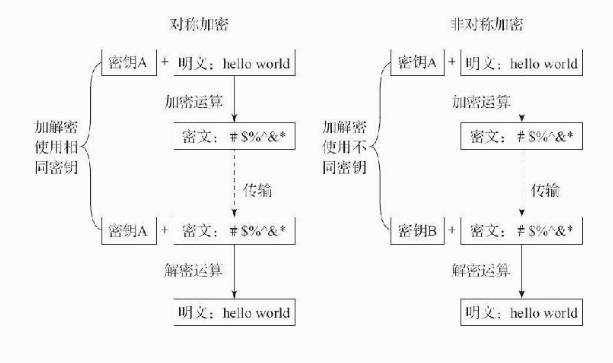 对称加密
密钥A + 明文：hello world
加密运算
密文：＃$%^&*
加解密
使用相
同密钥
传输
密钥A + 密文：＃$%^&*
解密运算
明文：hello world
非对称加密
密钥A + 明文：hello world
加密运算
密文：＃$%^&*
加解密
使用不
同密钥
传输
密钥B + 密文：＃$%^&*
解密运算
明文：hello world